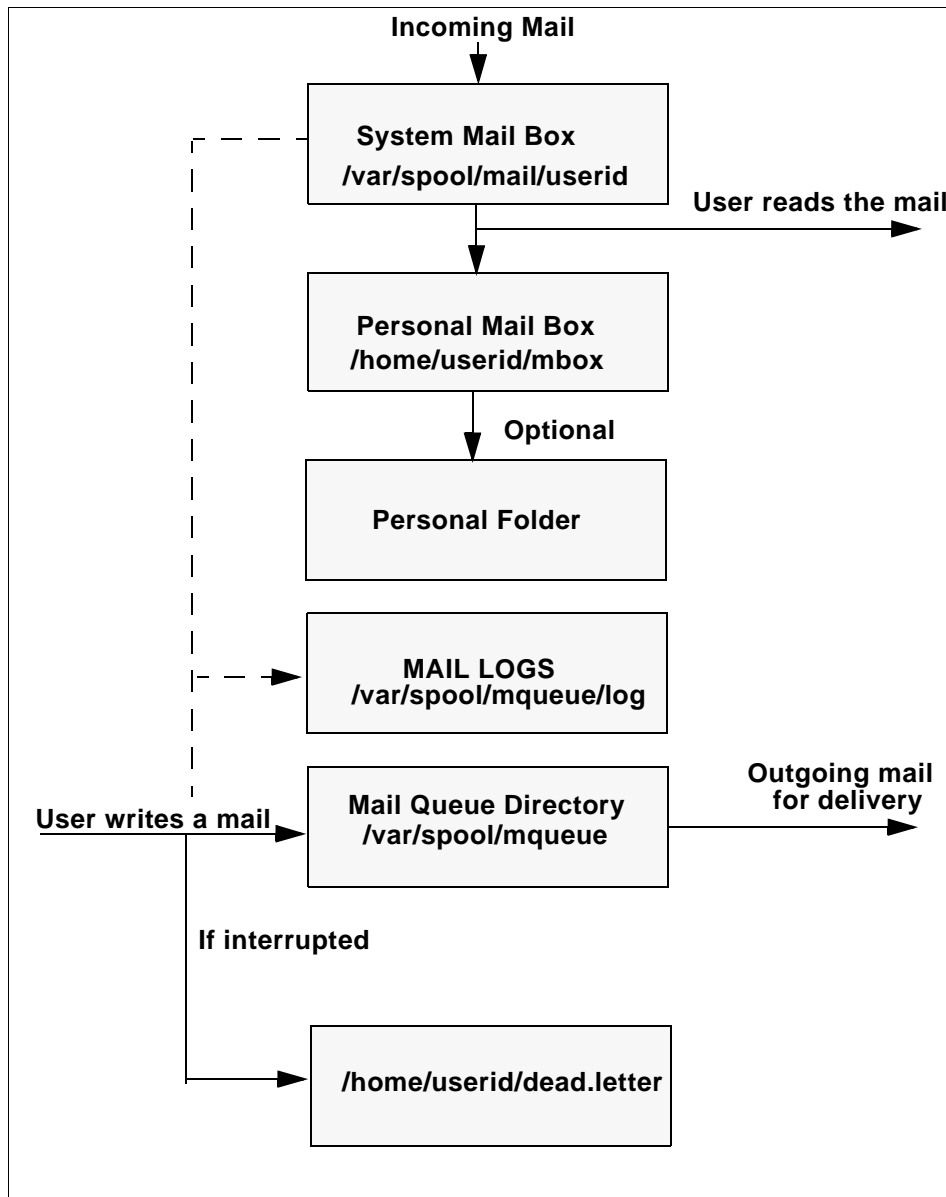 Incoming Mail
System Mail Box
/var/spool/mail/userid
User reads the mail
Personal Mail Box
/home/userid/mbox
Optional
Personal Folder
MAIL LOGS
/var/spool/mqueue/log
Outgoing mail
for delivery
User writes a mail
Mail Queue Directory
/var/spool/mqueue
If interrupted
/home/userid/dead.letter